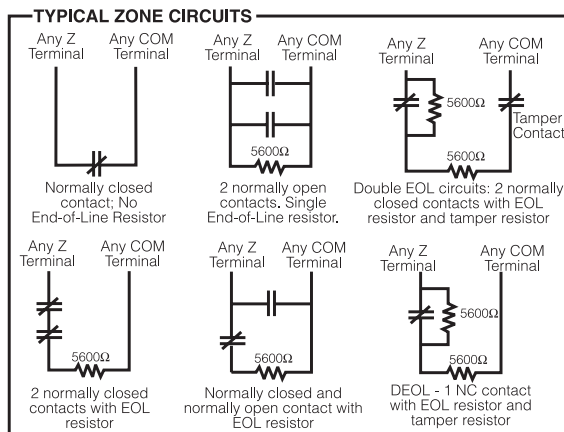 TYPICAL ZONE CIRCUITS
Any Z
Terminal
Any COM
Terminal
Normally closed
contact; No
End-of-Line Resistor
Any Z
Terminal
Any COM
Terminal
5600Ω
2 normally open
contacts. Single
End-of-Line resistor.
Any Z
Terminal
Any COM
Terminal
5600Ω
Tamper
Contact
5600Ω
Double EOL circuits: 2 normally
closed contacts with EOL
resistor and tamper resistor
Any Z
Terminal
Any COM
Terminal
5600Ω
2 normally closed
contacts with EOL
resistor
Any Z
Terminal
Any COM
Terminal
5600Ω
Normally closed and
normally open contact with
EOL resistor
Any Z
Terminal
Any COM
Terminal
5600Ω
5600Ω
DEOL - 1 NC contact
with EOL resistor and
tamper resistor